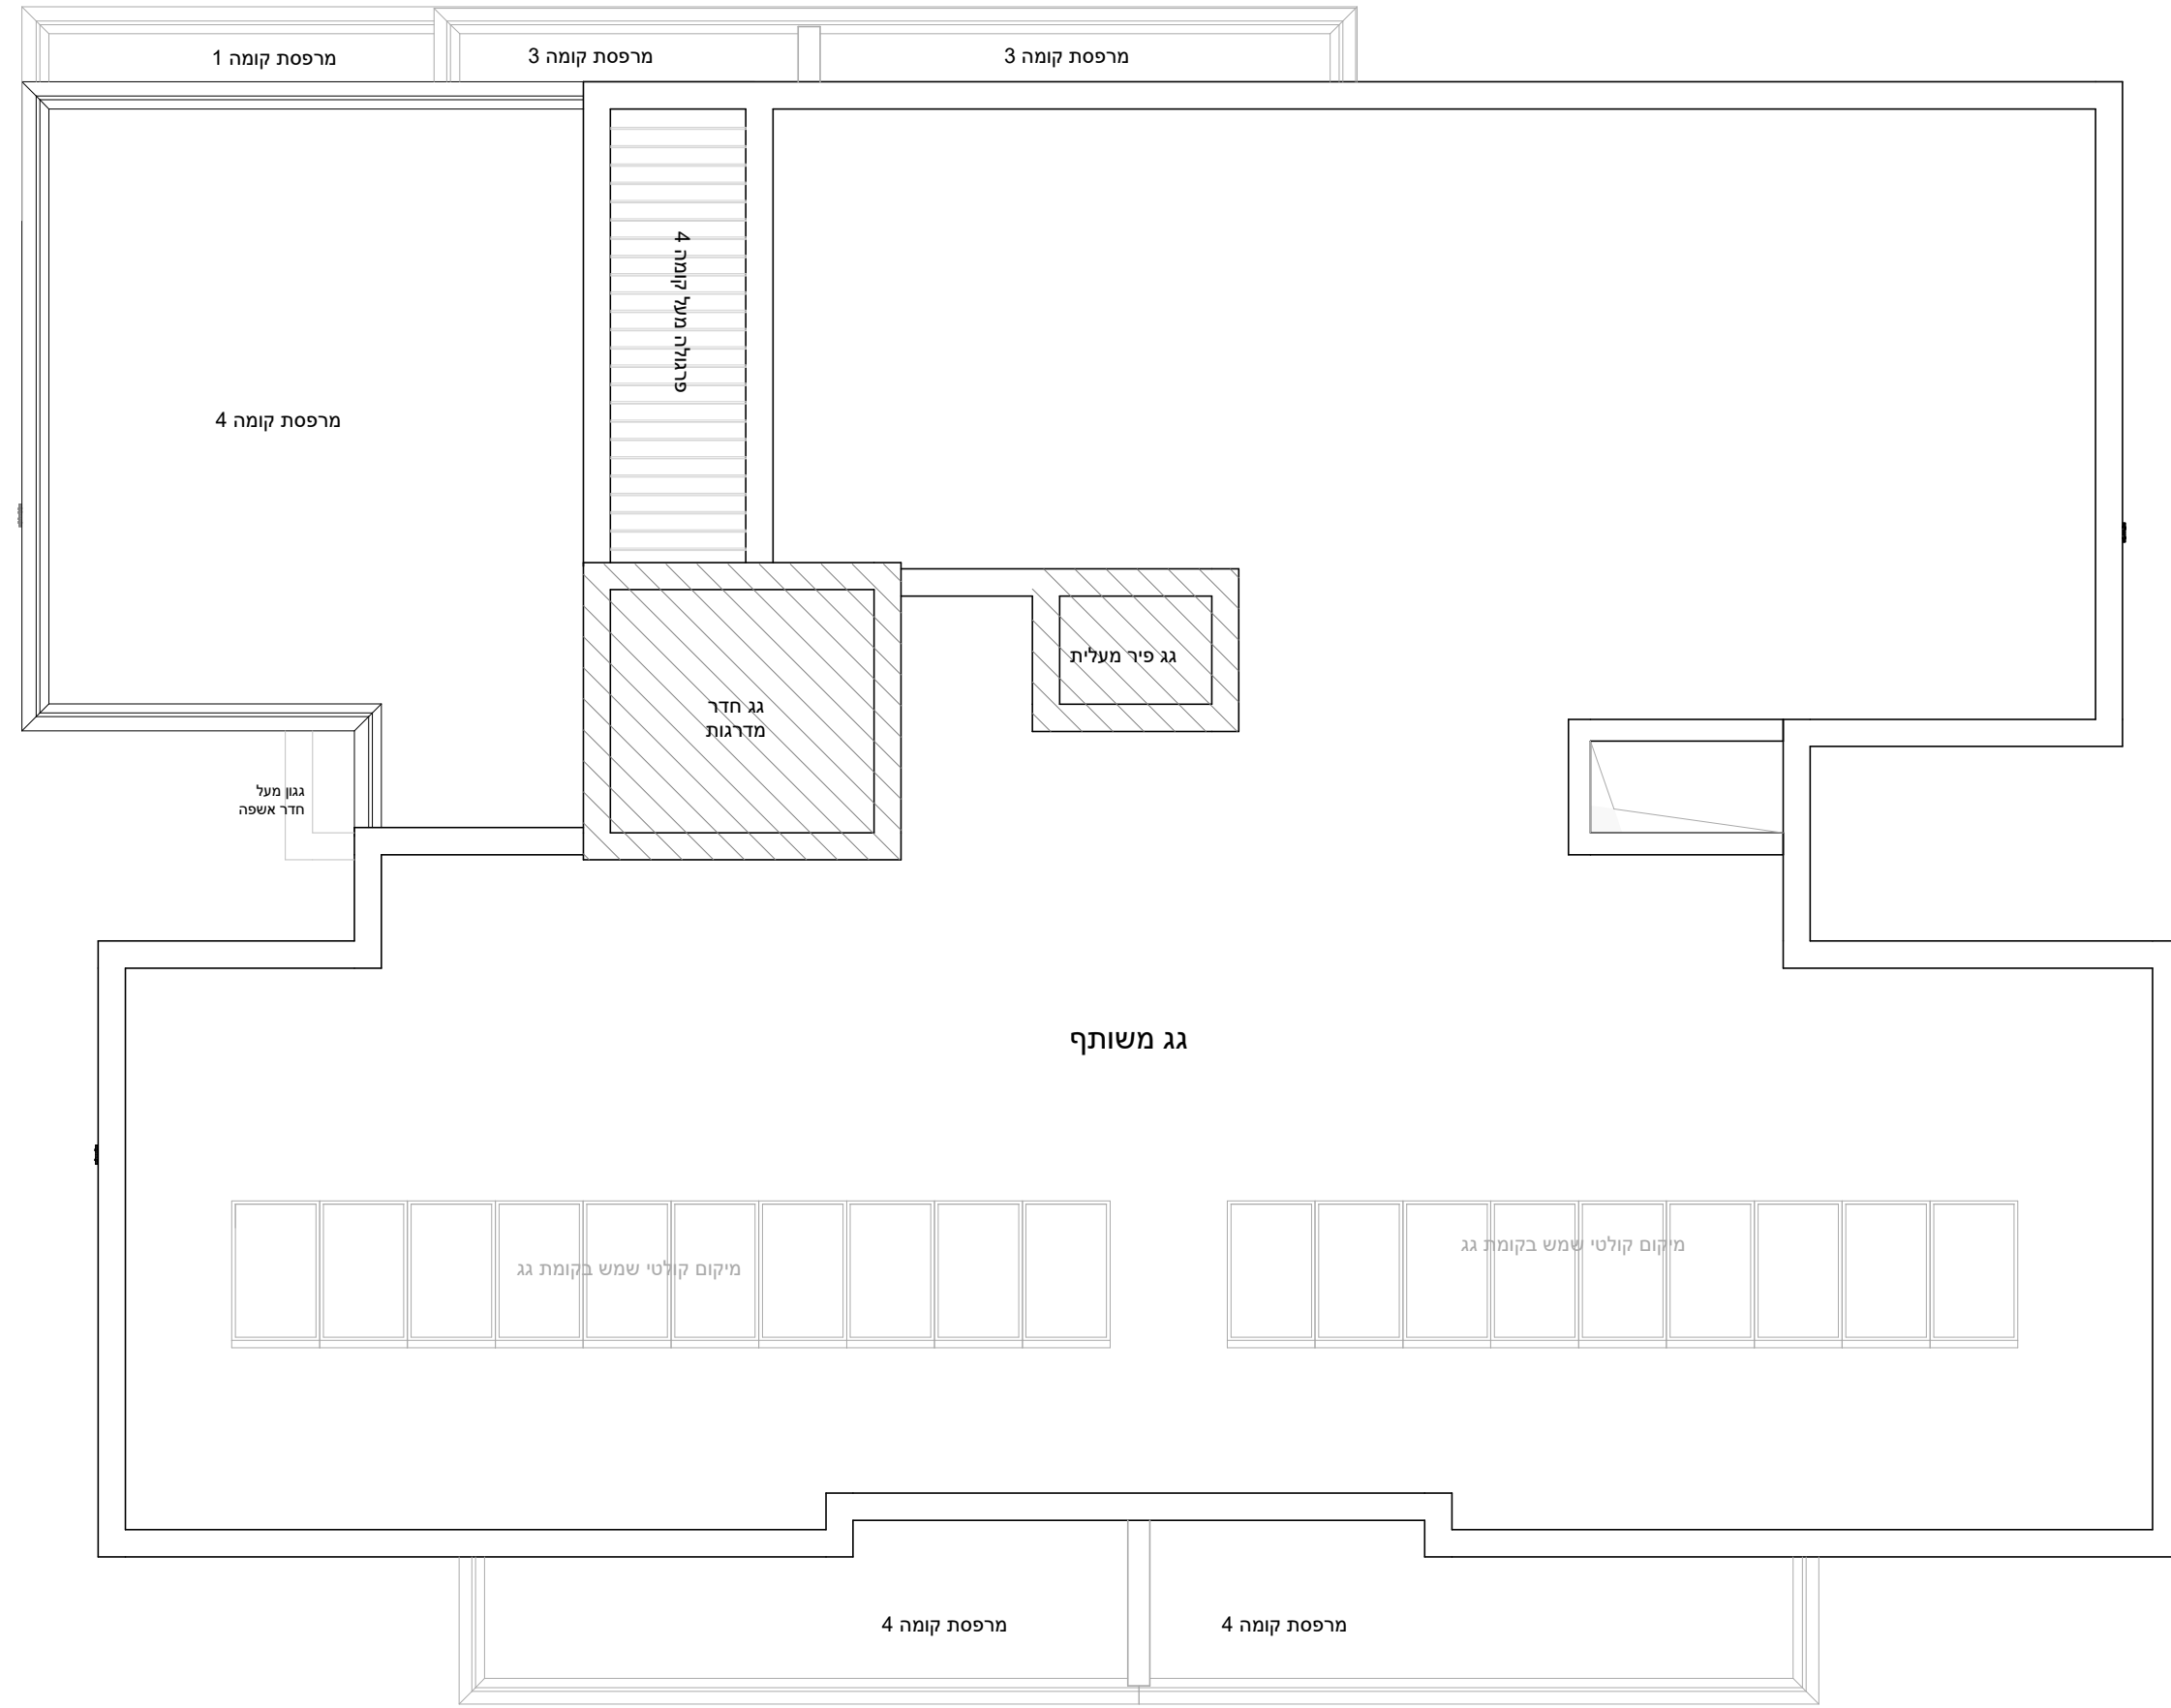 מרפסת קומה 3
מרפסת קומה 3
מרפסת קומה 1
פרגולה מעל קומה 4
מרפסת קומה 4
גג פיר מעלית
גג חדר
מדרגות
גגון מעל
חדר אשפה
גג משותף
מיקום קולטי שמש בקומת גג
מיקום קולטי שמש בקומת גג
מרפסת קומה 4
מרפסת קומה 4